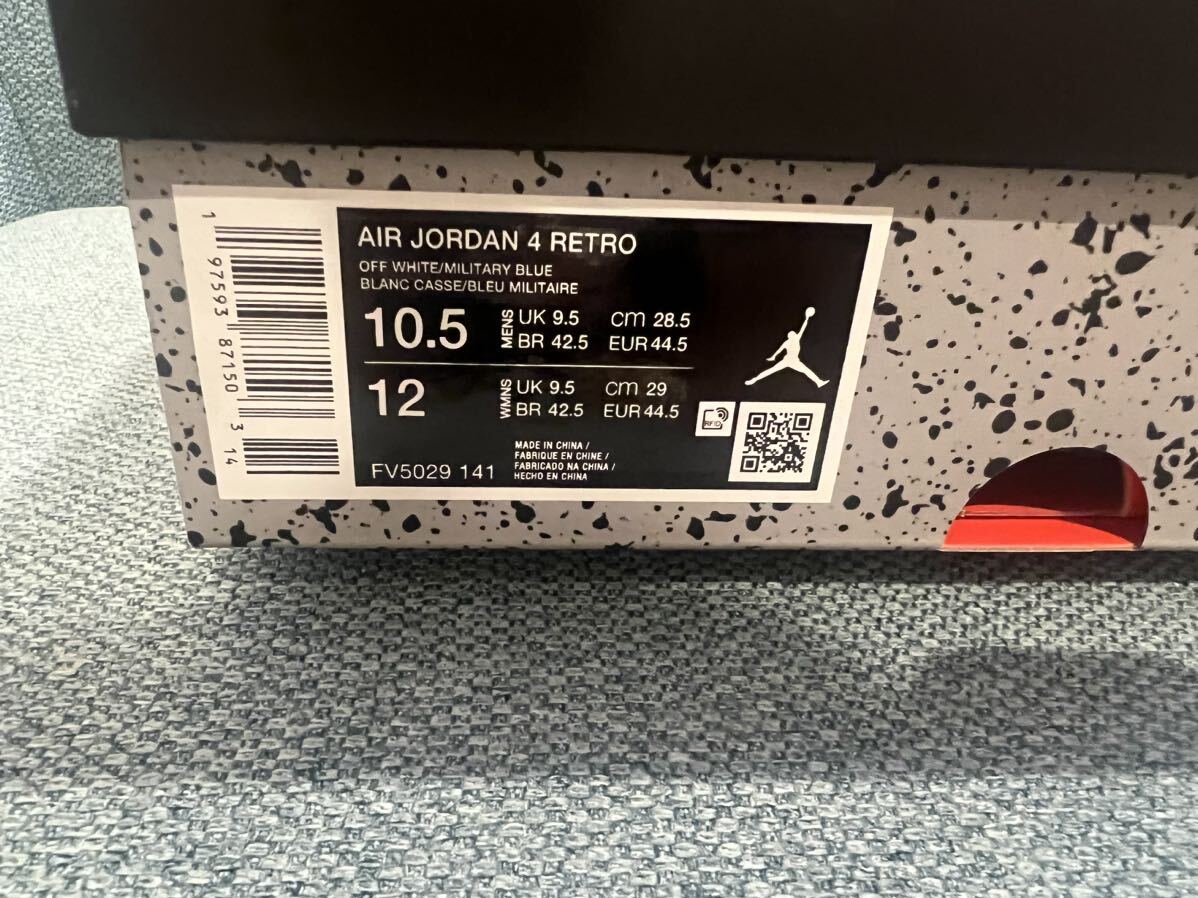 1 97593 87150 3
14
AIR JORDAN 4 RETRO
OFF WHITE/MILITARY BLUE
BLANC CASSE/BLEU MILITAIRE
10.5 MENS UK 9.5 cm 28.5
BR 42.5 EUR 44.5
12 WMNS UK 9.5 cm 29
BR 42.5 EUR 44.5
RFID
FV5029 141
MADE IN CHINA /
FABRIQUE EN CHINE /
FABRICADO NA CHINA /
HECHO EN CHINA